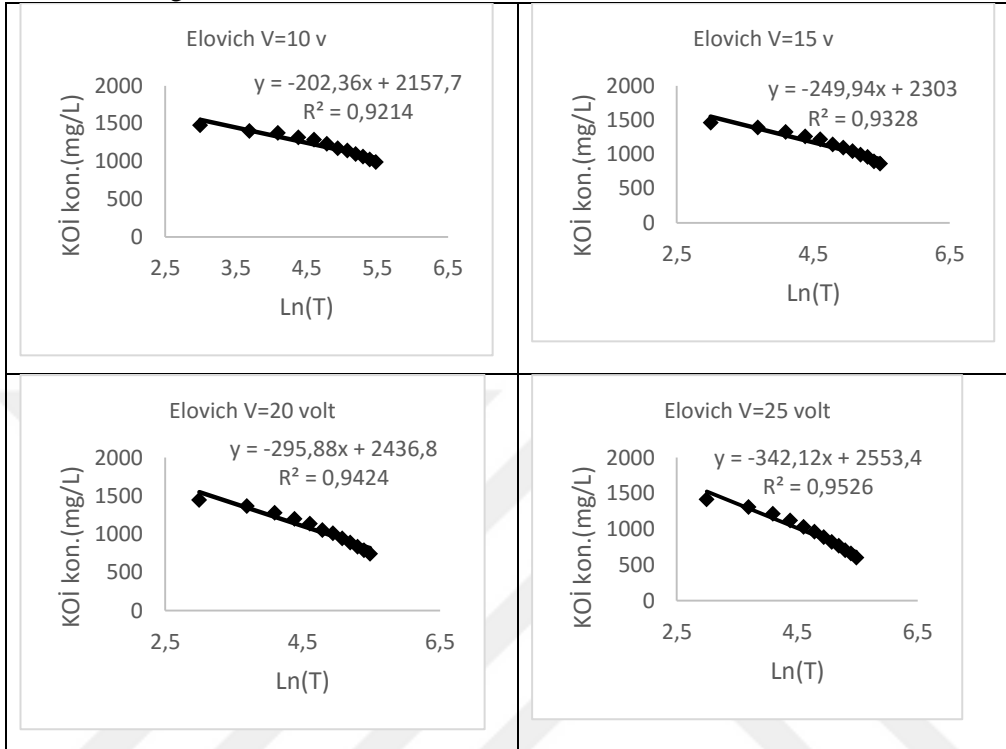 Elovich V=10 v
y = -202,36x + 2157,7
R² = 0,9214
2000
1500
1000
500
0
2,5 3,5 4,5 5,5 6,5
KOİ kon.(mg/L)
Ln(T)
Elovich V=15 v
y = -249,94x + 2303
R² = 0,9328
2000
1500
1000
500
0
2,5 4,5 6,5
KOİ kon.(mg/L)
Ln(T)
Elovich V=20 volt
y = -295,88x + 2436,8
R² = 0,9424
2000
1500
1000
500
0
2,5 4,5 6,5
KOİ kon.(mg/L)
Ln(T)
Elovich V=25 volt
y = -342,12x + 2553,4
R² = 0,9526
2000
1500
1000
500
0
2,5 4,5 6,5
KOİ kon.(mg/L)
Ln(T)